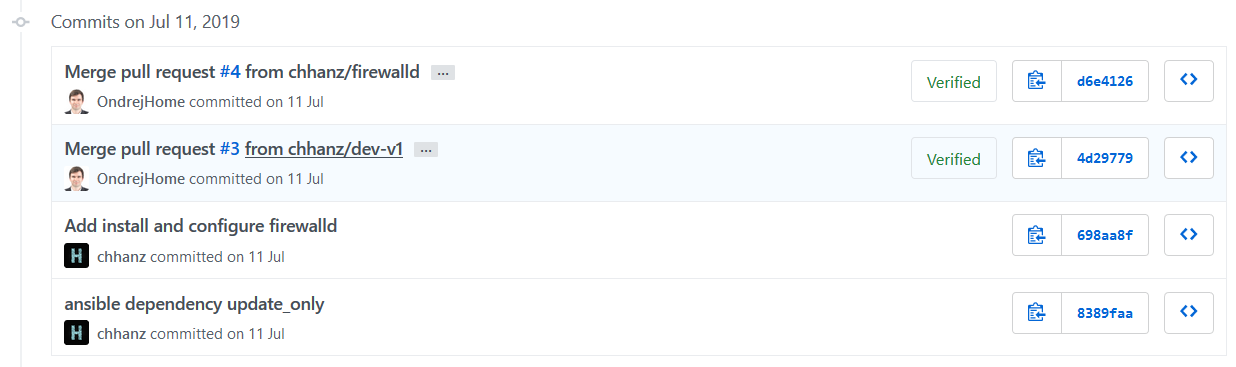 Commits on Jul 11, 2019
Merge pull request #4 from chhanz/firewalld ...
Verified d6e4126
OndrejHome committed on 11 Jul
Merge pull request #3 from chhanz/dev-v1 ...
Verified 4d29779
OndrejHome committed on 11 Jul
Add install and configure firewalld
698aa8f
H chhanz committed on 11 Jul
ansible dependency update_only
8389faa
H chhanz committed on 11 Jul